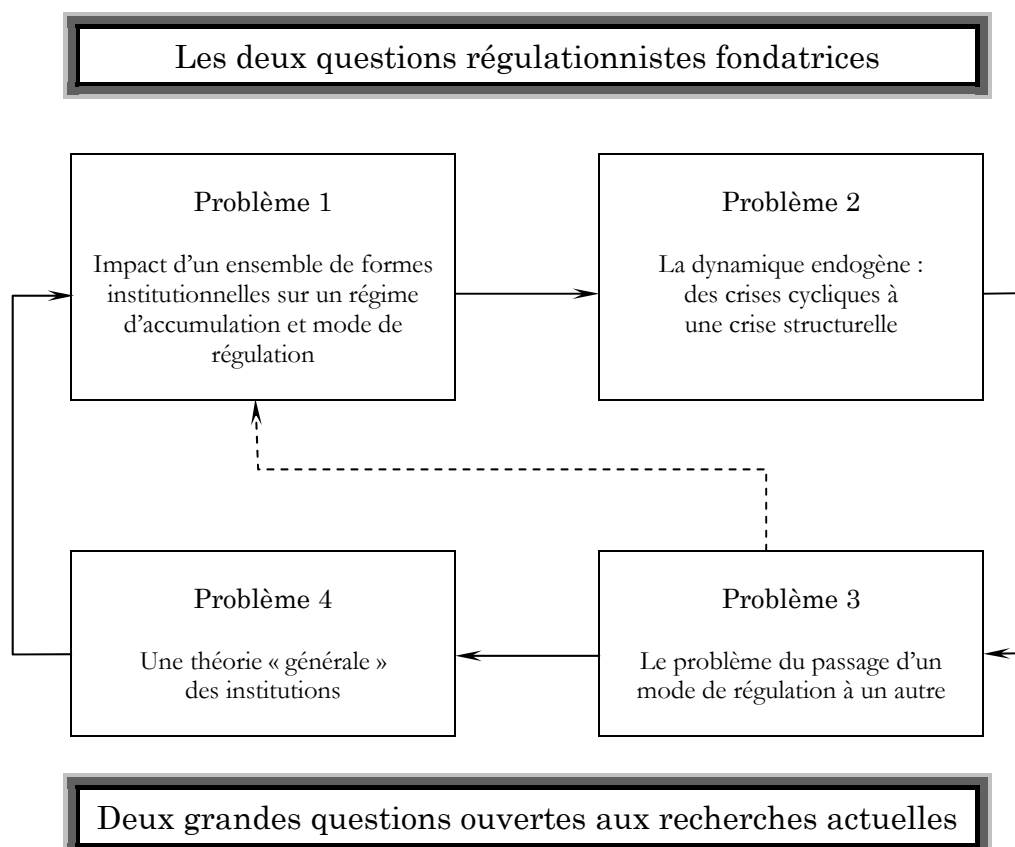 Les deux questions régulationnistes fondatrices
Problème 1
Impact d’un ensemble de formes
institutionnelles sur un régime
d’accumulation et mode de
régulation
Problème 2
La dynamique endogène :
des crises cycliques à
une crise structurelle
Problème 4
Une théorie « générale »
des institutions
Problème 3
Le problème du passage d’un
mode de régulation à un autre
Deux grandes questions ouvertes aux recherches actuelles